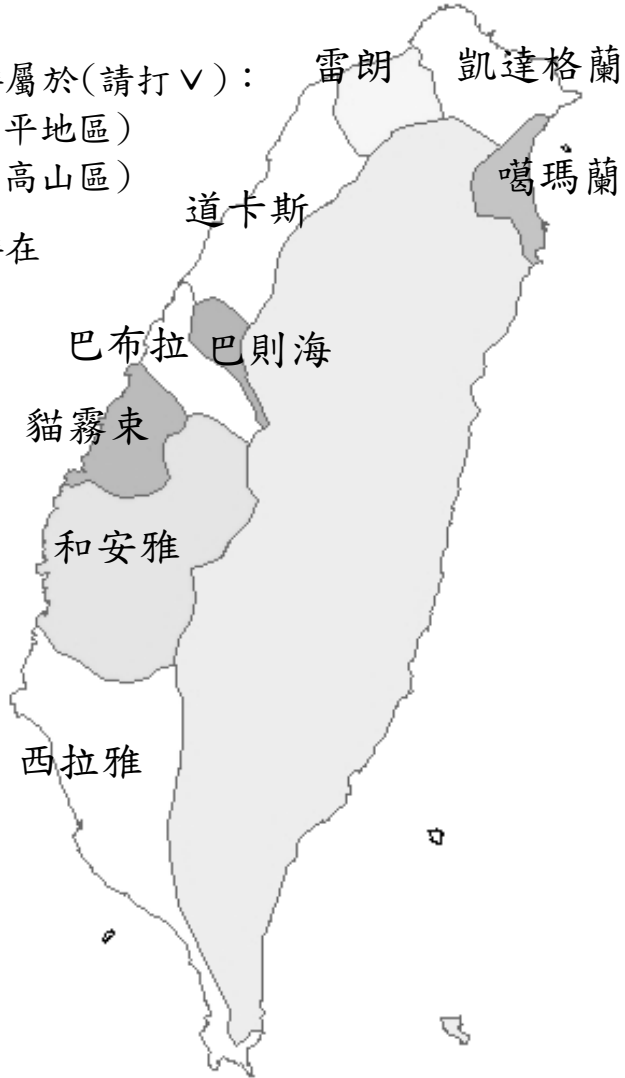 屬於(請打∨)：
平地區)
高山區)
在
雷朗
凱達格蘭
噶瑪蘭
道卡斯
巴布拉
巴則海
貓霧束
和安雅
西拉雅